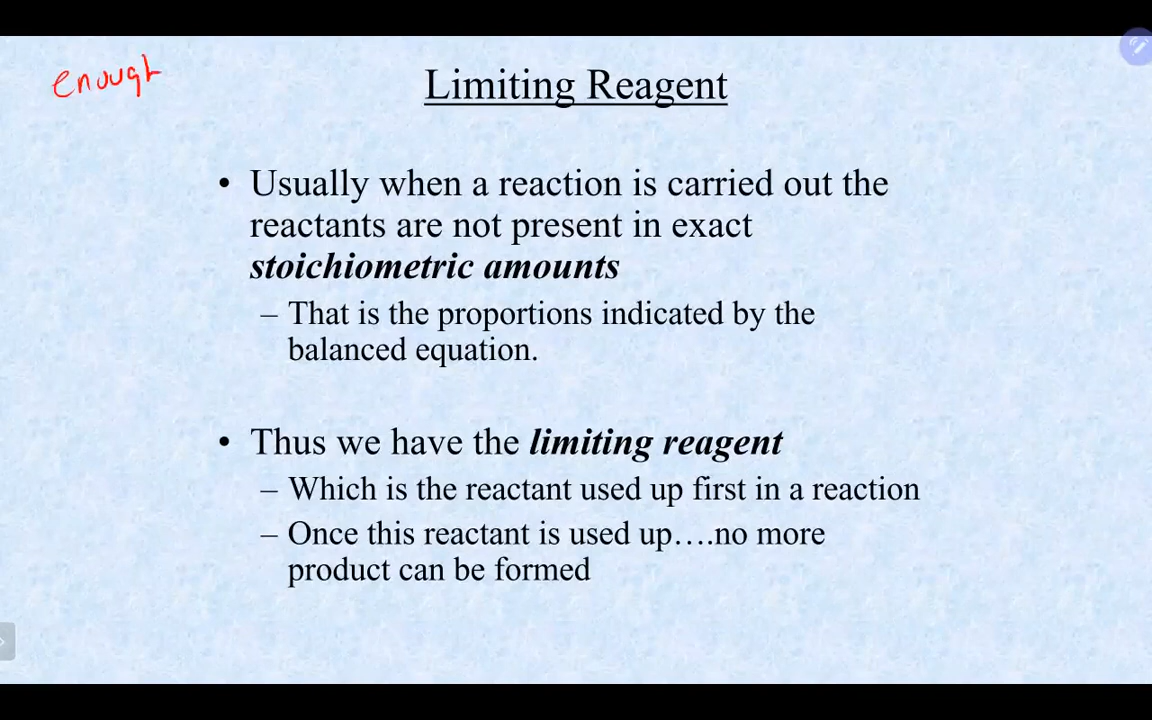 enough
Limiting Reagent
• Usually when a reaction is carried out the
reactants are not present in exact
stoichiometric amounts
– That is the proportions indicated by the
balanced equation.
• Thus we have the limiting reagent
– Which is the reactant used up first in a reaction
– Once this reactant is used up….no more
product can be formed